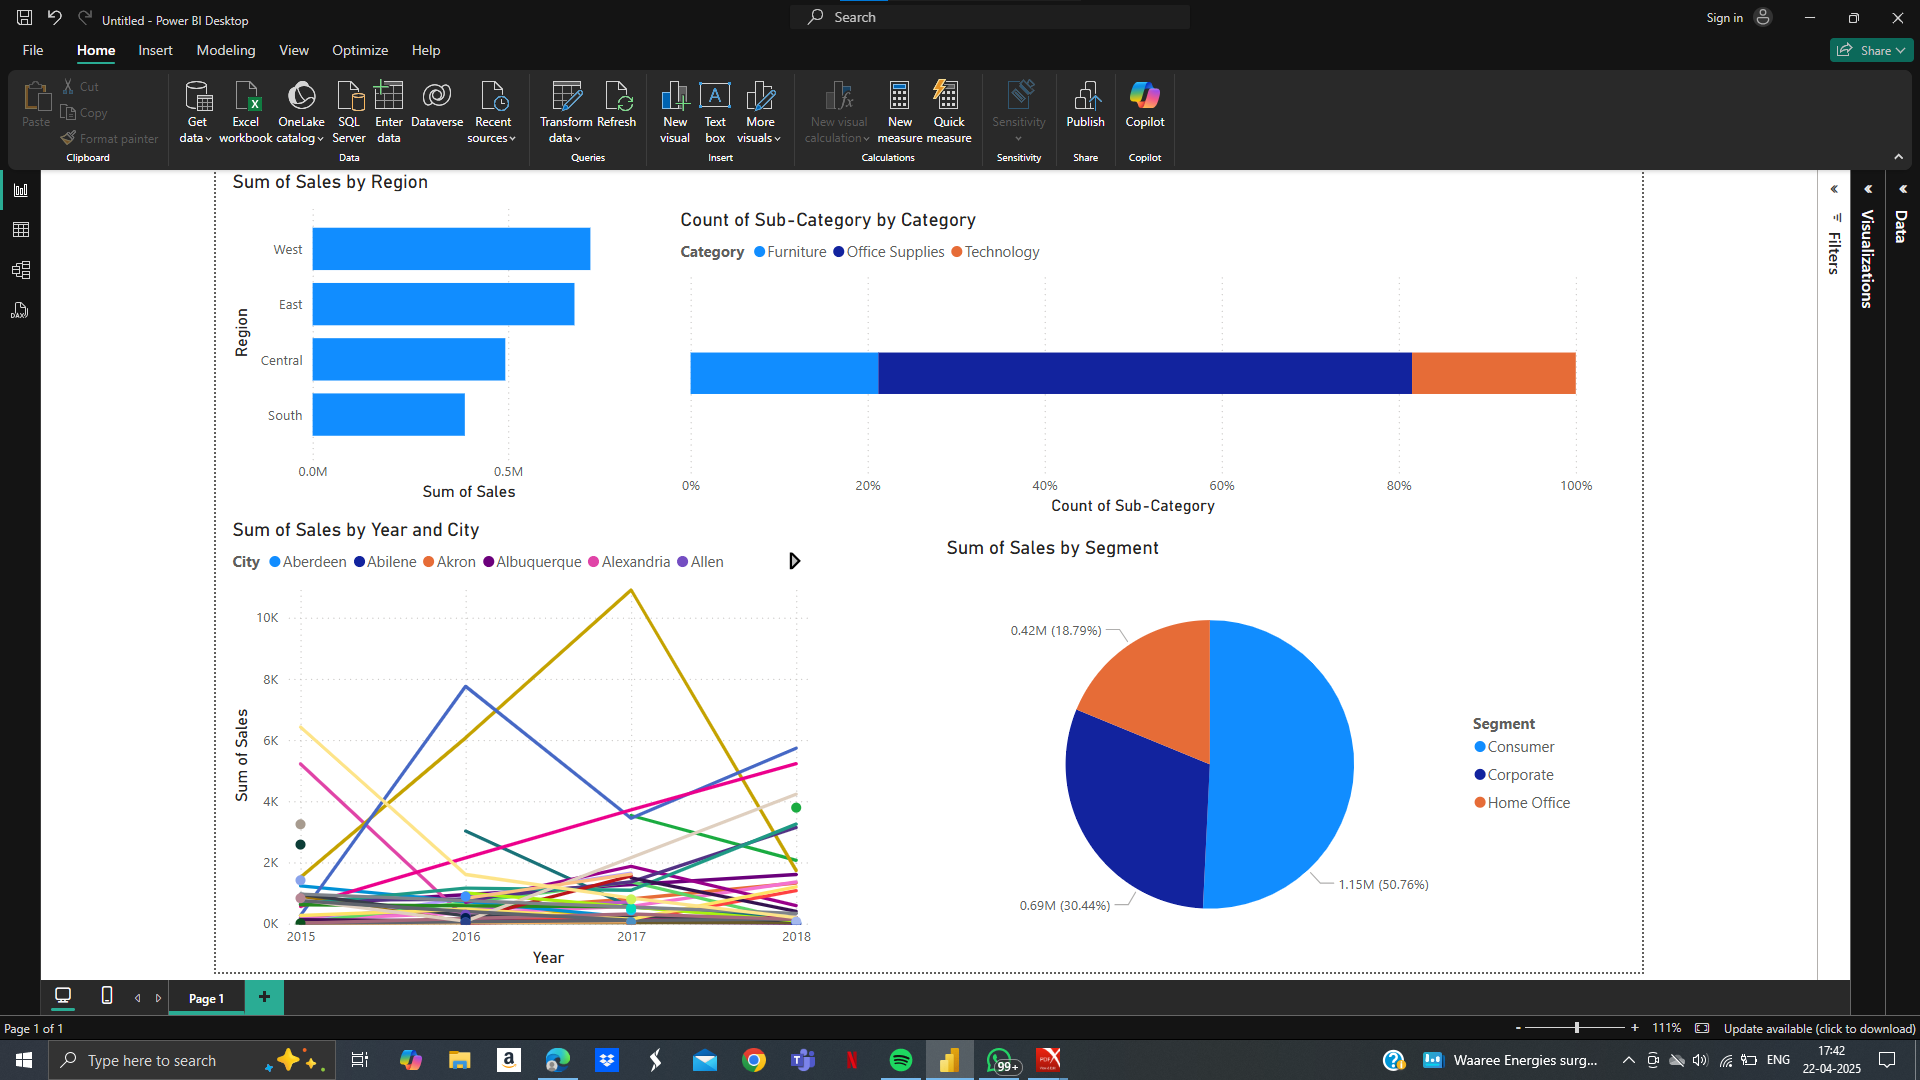 Untitled - Power BI Desktop
Search
Sign in
File Home Insert Modeling View Optimize Help
Share
Paste
Cut
Copy
Format painter
Clipboard
Get data
Excel workbook
OneLake catalog
SQL Server
Enter data
Dataverse
Recent sources
Data
Transform data
Refresh
Queries
New visual
Text box
More visuals
Insert
New visual calculation
New measure
Quick measure
Calculations
Sensitivity
Sensitivity
Publish
Share
Copilot
Copilot
DAX
Filters
Visualizations
Data
Sum of Sales by Region
Region
West
East
Central
South
0.0M 0.5M
Sum of Sales
Count of Sub-Category by Category
Category Furniture Office Supplies Technology
0% 20% 40% 60% 80% 100%
Count of Sub-Category
Sum of Sales by Year and City
City Aberdeen Abilene Akron Albuquerque Alexandria Allen
Sum of Sales
10K
8K
6K
4K
2K
0K
2015 2016 2017 2018
Year
Sum of Sales by Segment
0.42M (18.79%)
0.69M (30.44%)
1.15M (50.76%)
Segment
Consumer
Corporate
Home Office
Page 1
Page 1 of 1
111%
Update available (click to download)
Type here to search
99+
Waaree Energies surg...
ENG
17:42
22-04-2025